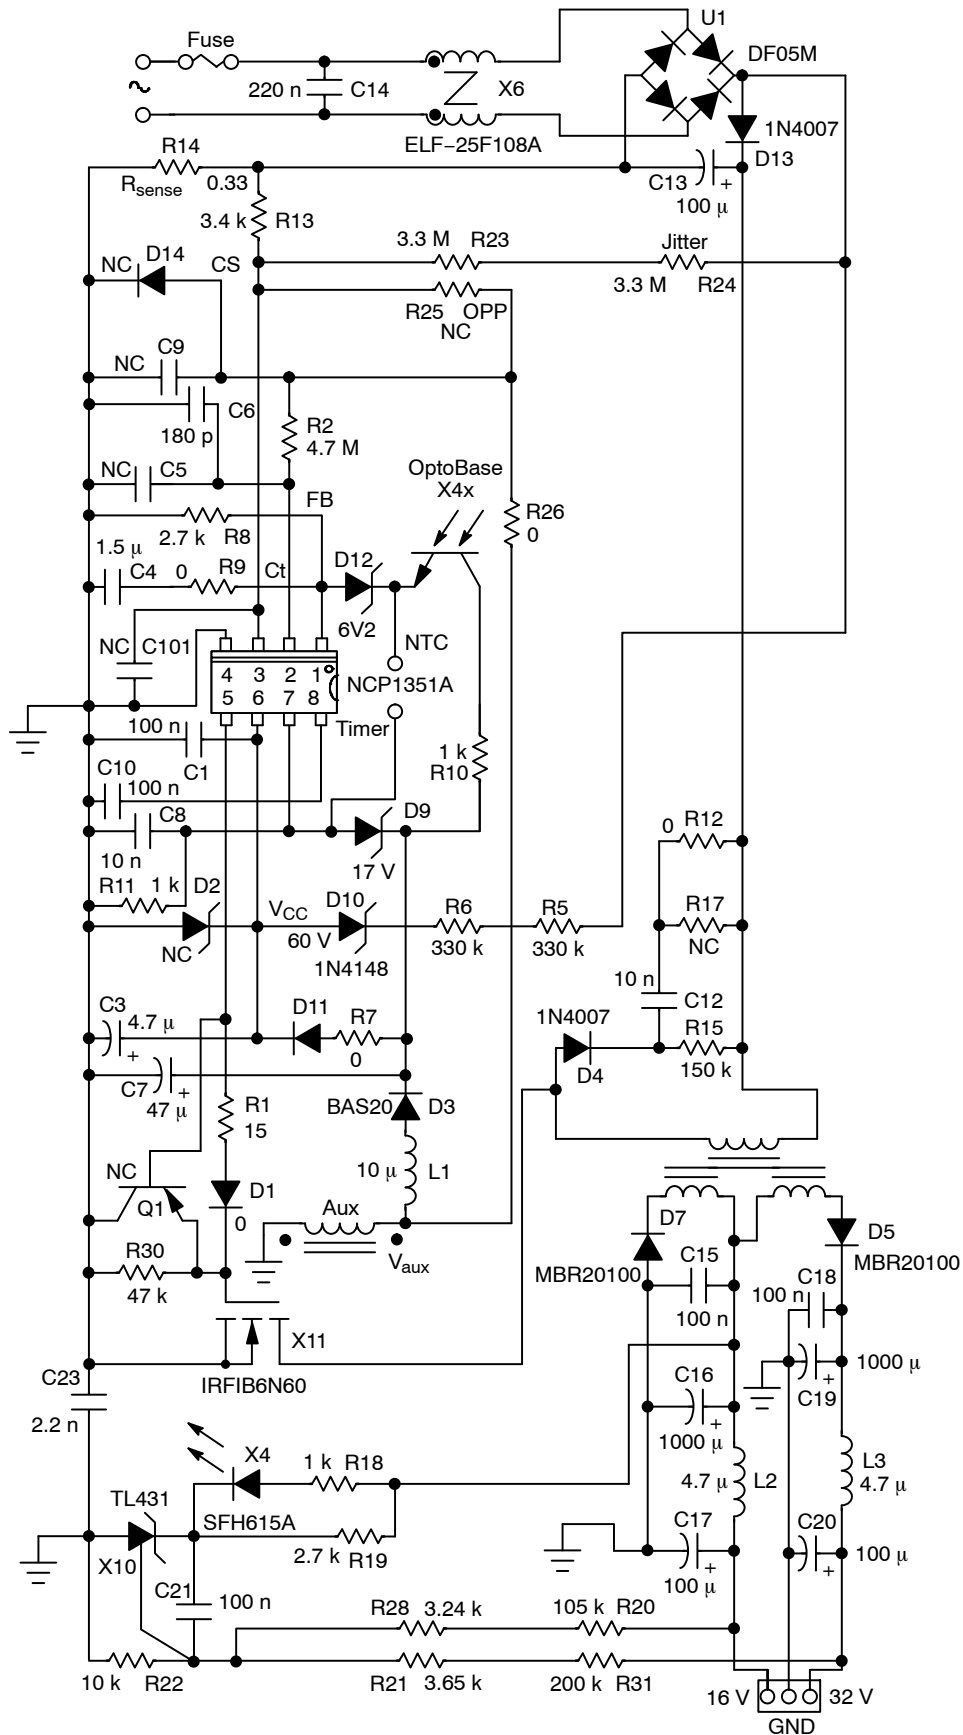 U1
Fuse
DF05M
220 n
C14
X6
ELF−25F108A
1N4007
D13
R14
Rsense
0.33
C13
+
100 μ
3.4 k
R13
3.3 M
R23
Jitter
3.3 M
R24
NC
D14
CS
R25
OPP
NC
NC
C9
C6
180 p
R2
4.7 M
NC
C5
OptoBase
X4x
FB
R26
0
2.7 k
R8
1.5 μ
C4
0
R9
Ct
D12
6V2
NTC
NC
C101
4 3 2 1
5 6 7 8
NCP1351A
100 n
C1
Timer
1 k
R10
C10
100 n
C8
10 n
D9
17 V
0
R12
R11
1 k
D2
NC
VCC
60 V
D10
1N4148
R6
330 k
R5
330 k
R17
NC
10 n
C12
C3
4.7 μ
+
D11
R7
0
1N4007
D4
R15
150 k
C7
+
47 μ
R1
15
BAS20
D3
10 μ
L1
NC
Q1
D1
0
Aux
Vaux
D7
MBR20100
D5
MBR20100
R30
47 k
C15
100 n
C18
100 n
X11
IRFIB6N60
C23
2.2 n
C16
+
1000 μ
1000 μ
+
C19
X4
1 k
R18
SFH615A
4.7 μ
L2
L3
4.7 μ
TL431
X10
2.7 k
R19
C17
+
100 μ
C20
+
100 μ
C21
100 n
R28
3.24 k
105 k
R20
10 k
R22
R21
3.65 k
200 k
R31
16 V
32 V
GND